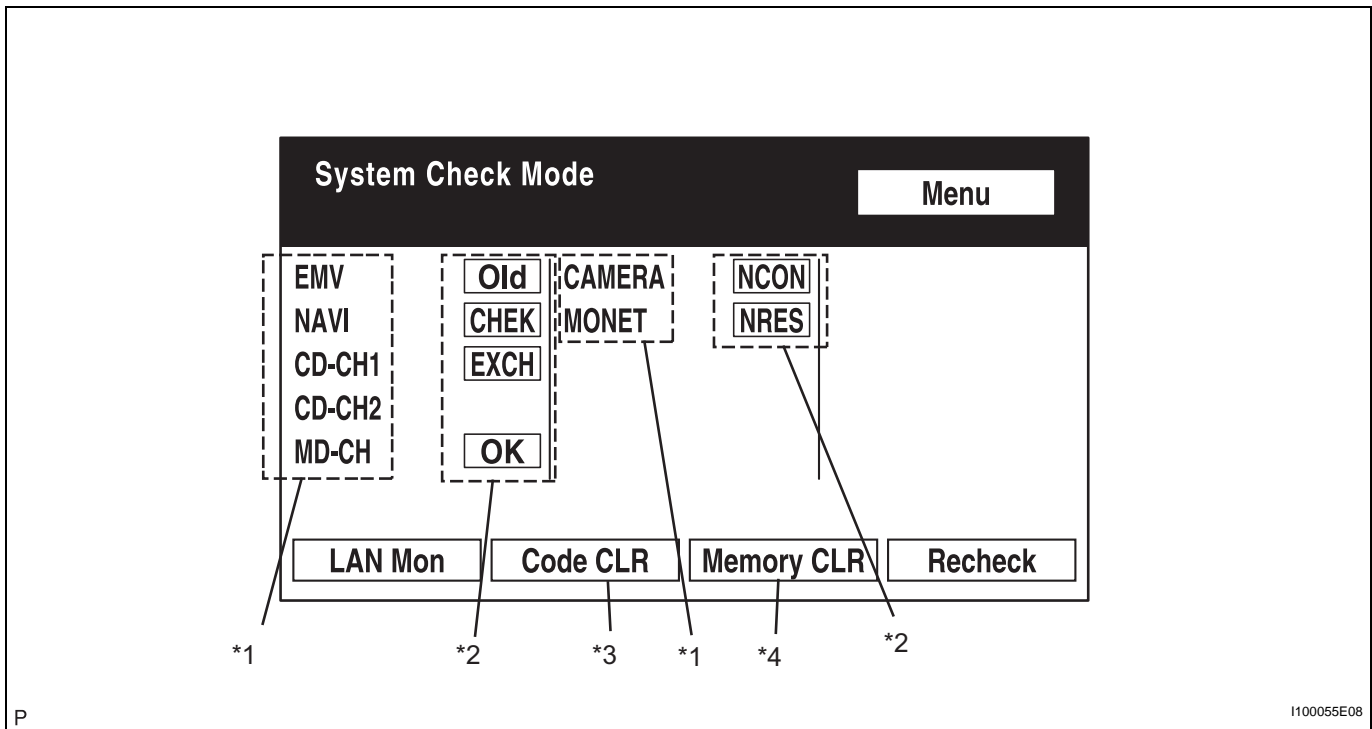 System Check Mode
Menu
EMV Old CAMERA NCON
NAVI CHEK MONET NRES
CD-CH1 EXCH
CD-CH2
MD-CH OK
LAN Mon Code CLR Memory CLR Recheck
*1 *2 *3 *1 *4 *2
P
I100055E08